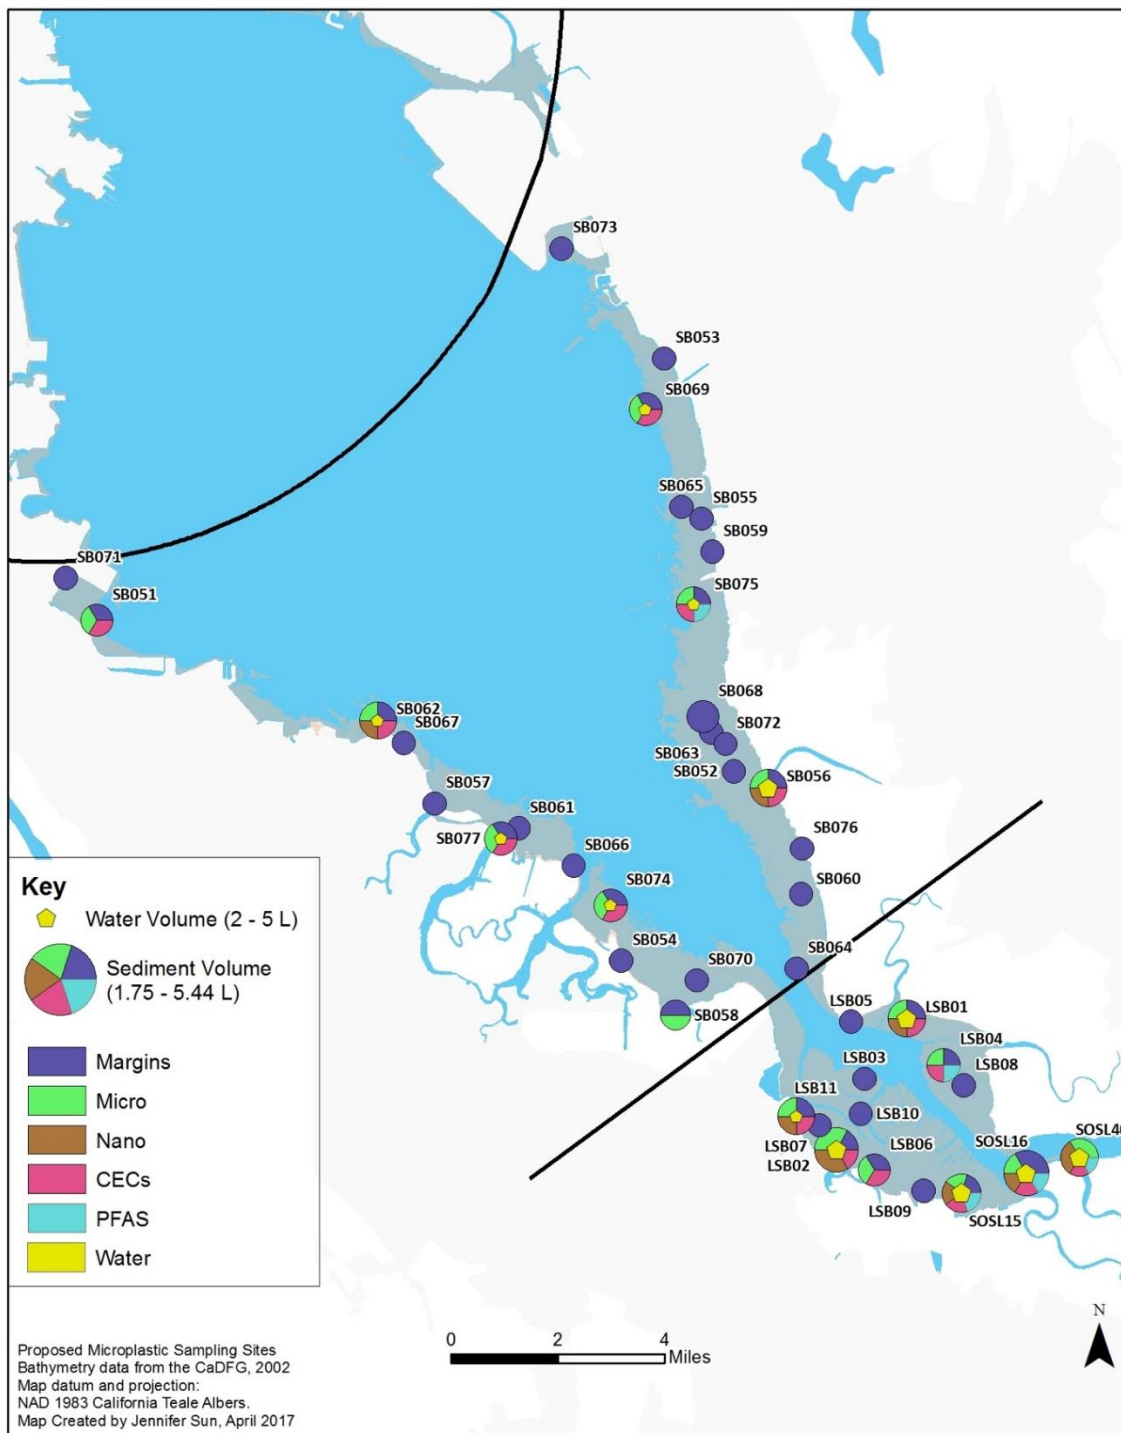 SB073
SB053
SB069
SB065
SB055
SB059
SB071
SB075
SB051
SB068
SB062
SB067
SB072
SB063
SB052
SB056
SB057
SB061
SB077
SB076
SB066
SB074
SB060
SB054
SB064
SB070
SB058
LSB05
LSB01
LSB04
LSB03
LSB08
LSB11
LSB10
LSB07
LSB06
LSB02
SOSL16
SOSL40
LSB09
SOSL15
Key
Water Volume (2 - 5 L)
Sediment Volume
(1.75 - 5.44 L)
Margins
Micro
Nano
CECs
PFAS
Water
0 2 4
Miles
N
Proposed Microplastic Sampling Sites
Bathymetry data from the CaDFG, 2002
Map datum and projection:
NAD 1983 California Teale Albers.
Map Created by Jennifer Sun, April 2017